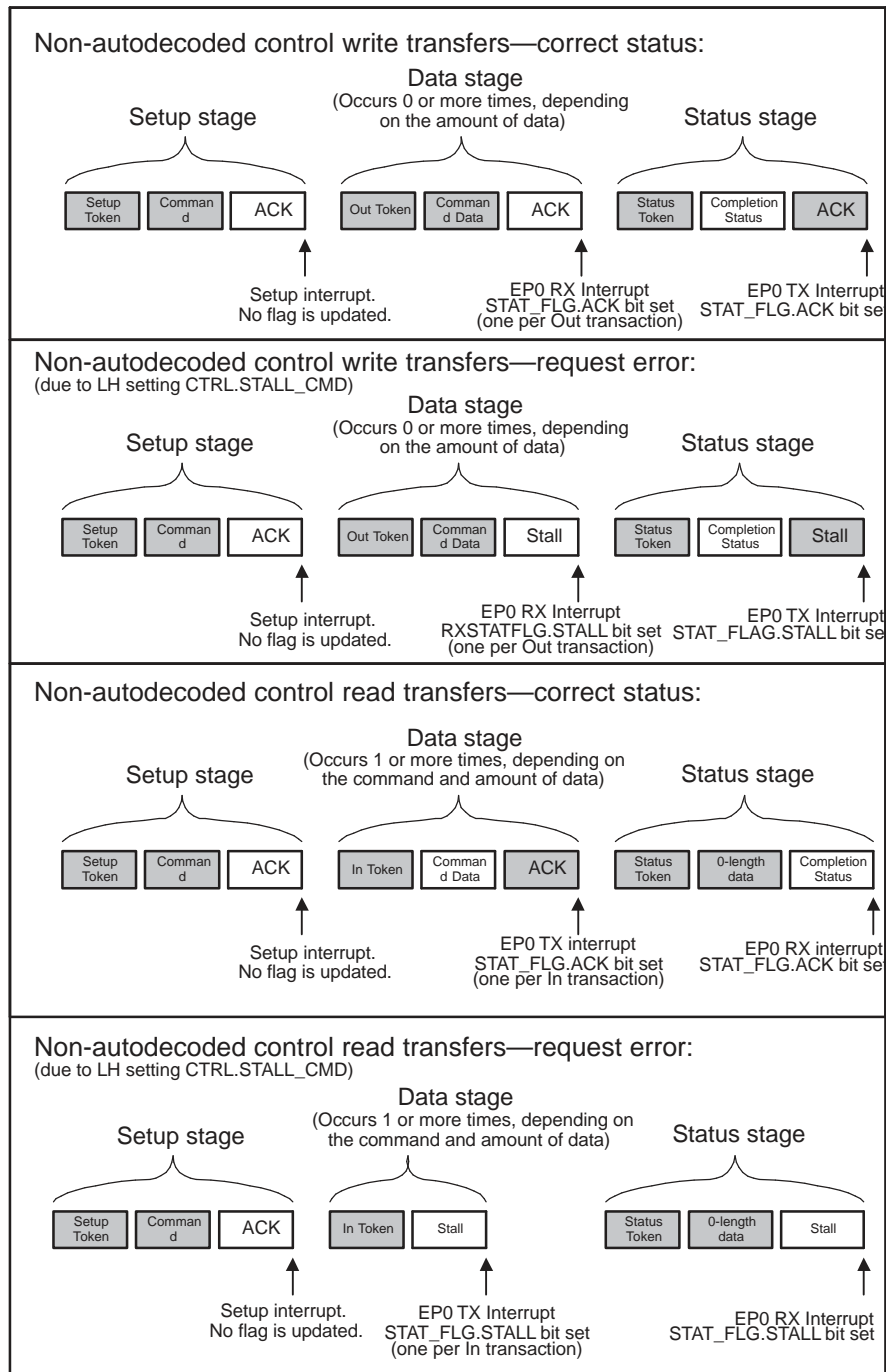 Non-autodecoded control write transfers—correct status:
Data stage
(Occurs 0 or more times, depending
on the amount of data)
Setup stage
Status stage
Setup
Token
Comman
d
ACK
Out Token
Comman
d Data
ACK
Status
Token
Completion
Status
ACK
Setup interrupt.
No flag is updated.
EP0 RX Interrupt
STAT_FLG.ACK bit set
(one per Out transaction)
EP0 TX Interrupt
STAT_FLG.ACK bit set
Non-autodecoded control write transfers—request error:
(due to LH setting CTRL.STALL_CMD)
Data stage
(Occurs 0 or more times, depending
on the amount of data)
Setup stage
Status stage
Setup
Token
Comman
d
ACK
Out Token
Comman
d Data
Stall
Status
Token
Completion
Status
Stall
Setup interrupt.
No flag is updated.
EP0 RX Interrupt
RXSTATFLG.STALL bit set
(one per Out transaction)
EP0 TX Interrupt
STAT_FLAG.STALL bit set
Non-autodecoded control read transfers—correct status:
Data stage
(Occurs 1 or more times, depending on
the command and amount of data)
Setup stage
Status stage
Setup
Token
Comman
d
ACK
In Token
Comman
d Data
ACK
Status
Token
0-length
data
Completion
Status
Setup interrupt.
No flag is updated.
EP0 TX interrupt
STAT_FLG.ACK bit set
(one per In transaction)
EP0 RX interrupt
STAT_FLG.ACK bit set
Non-autodecoded control read transfers—request error:
(due to LH setting CTRL.STALL_CMD)
Data stage
(Occurs 1 or more times, depending on
the command and amount of data)
Setup stage
Status stage
Setup
Token
Comman
d
ACK
In Token
Stall
Status
Token
0-length
data
Stall
Setup interrupt.
No flag is updated.
EP0 TX Interrupt
STAT_FLG.STALL bit set
(one per In transaction)
EP0 RX Interrupt
STAT_FLG.STALL bit set